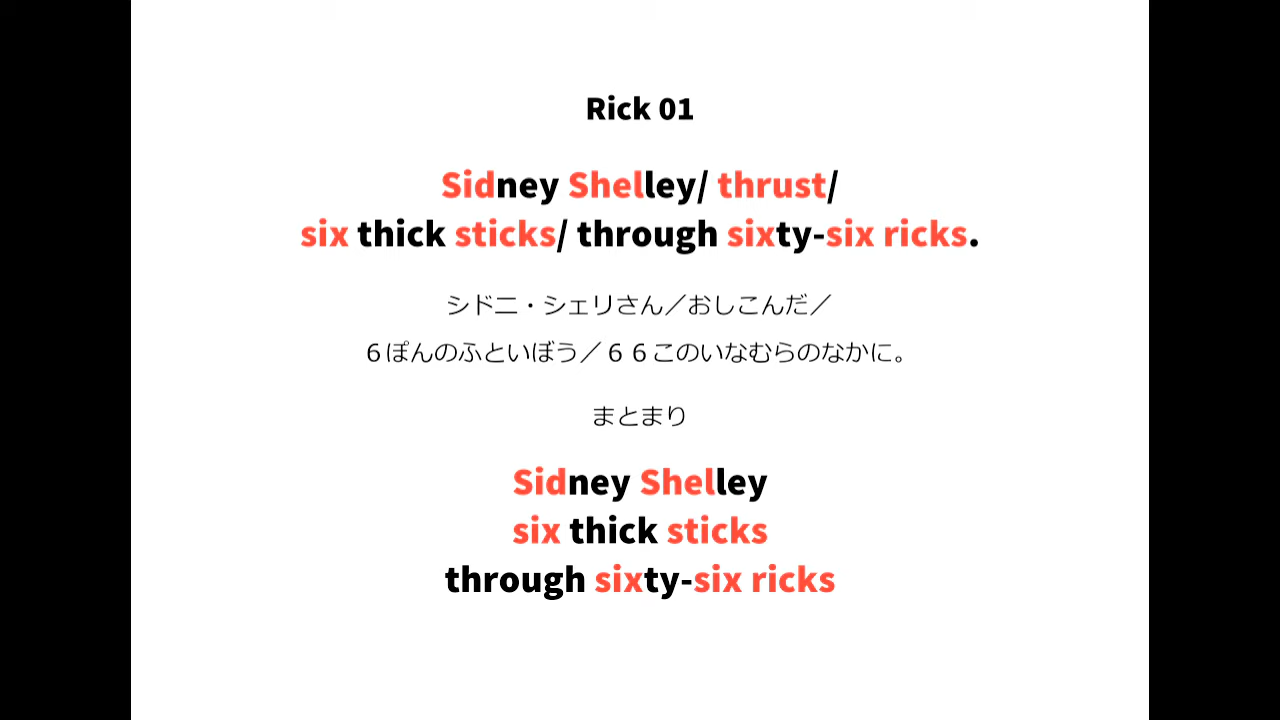 Rick 01
Sidney Shelley/ thrust/
six thick sticks/ through sixty-six ricks.
シドニ・シェリさん／おしこんだ／
６ぽんのふといぼう／６６このいなむらのなかに。
まとまり
Sidney Shelley
six thick sticks
through sixty-six ricks